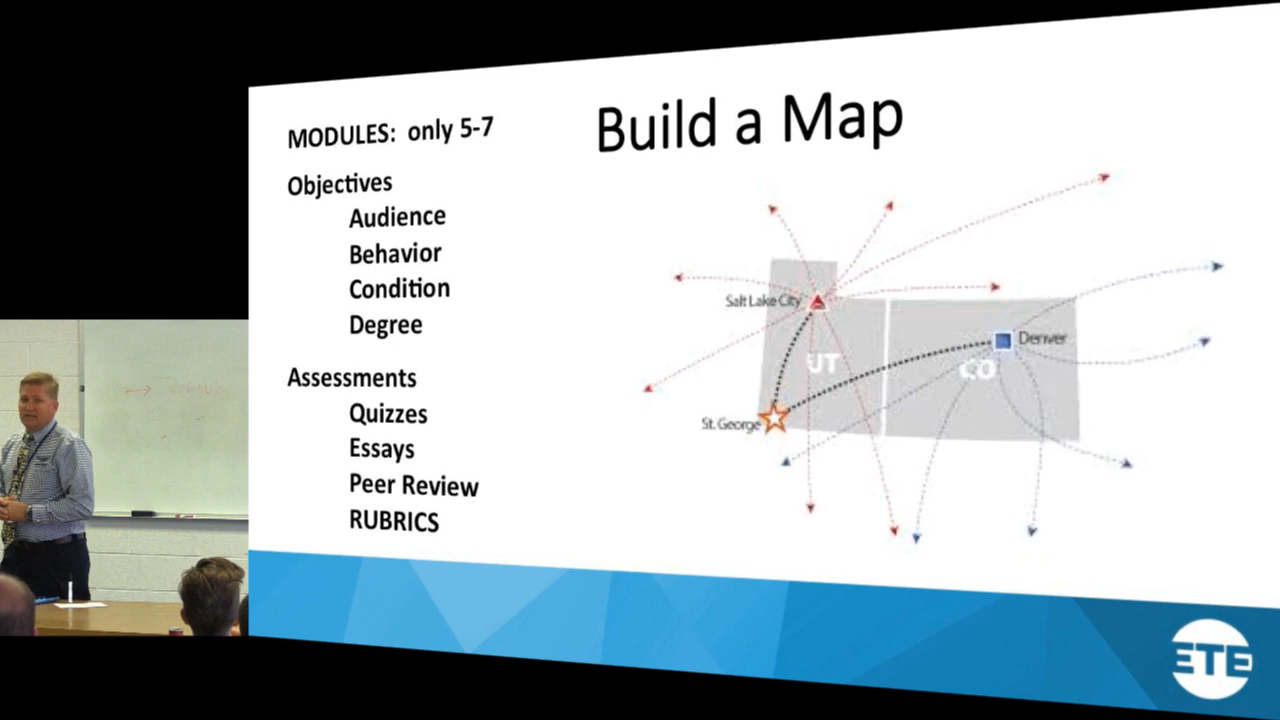 Build a Map
MODULES: only 5-7
Objectives
Audience
Behavior
Condition
Degree
Assessments
Quizzes
Essays
Peer Review
RUBRICS
Salt Lake City
UT
CO
Denver
St. George
ETE